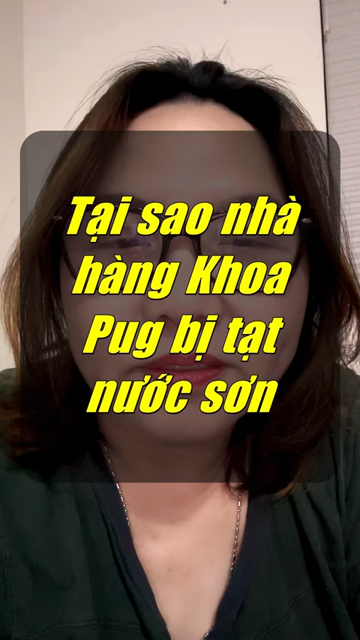 Tại sao nhà
hàng Khoa
Pug bị tạt
nước sơn